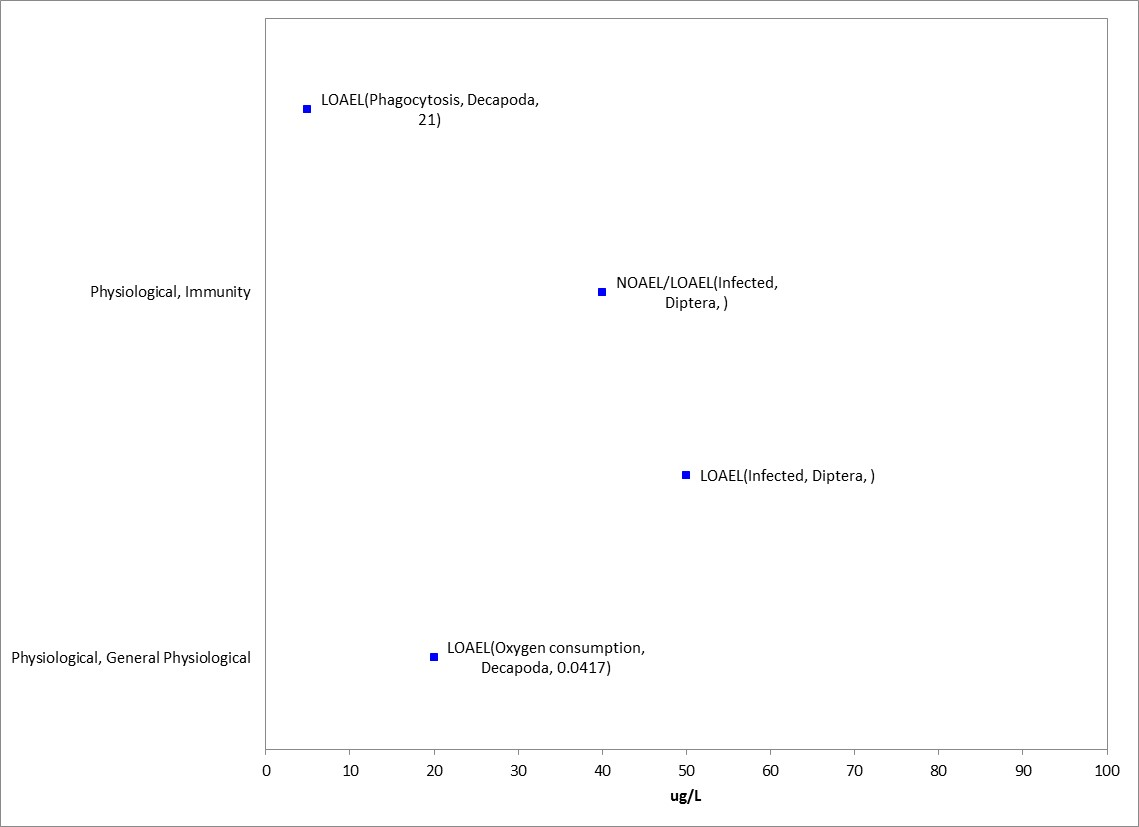 LOAEL(Phagocytosis, Decapoda,
21)
Physiological, Immunity
NOAEL/LOAEL(Infected,
Diptera, )
LOAEL(Infected, Diptera, )
Physiological, General Physiological
LOAEL(Oxygen consumption,
Decapoda, 0.0417)
0 10 20 30 40 50 60 70 80 90 100
ug/L